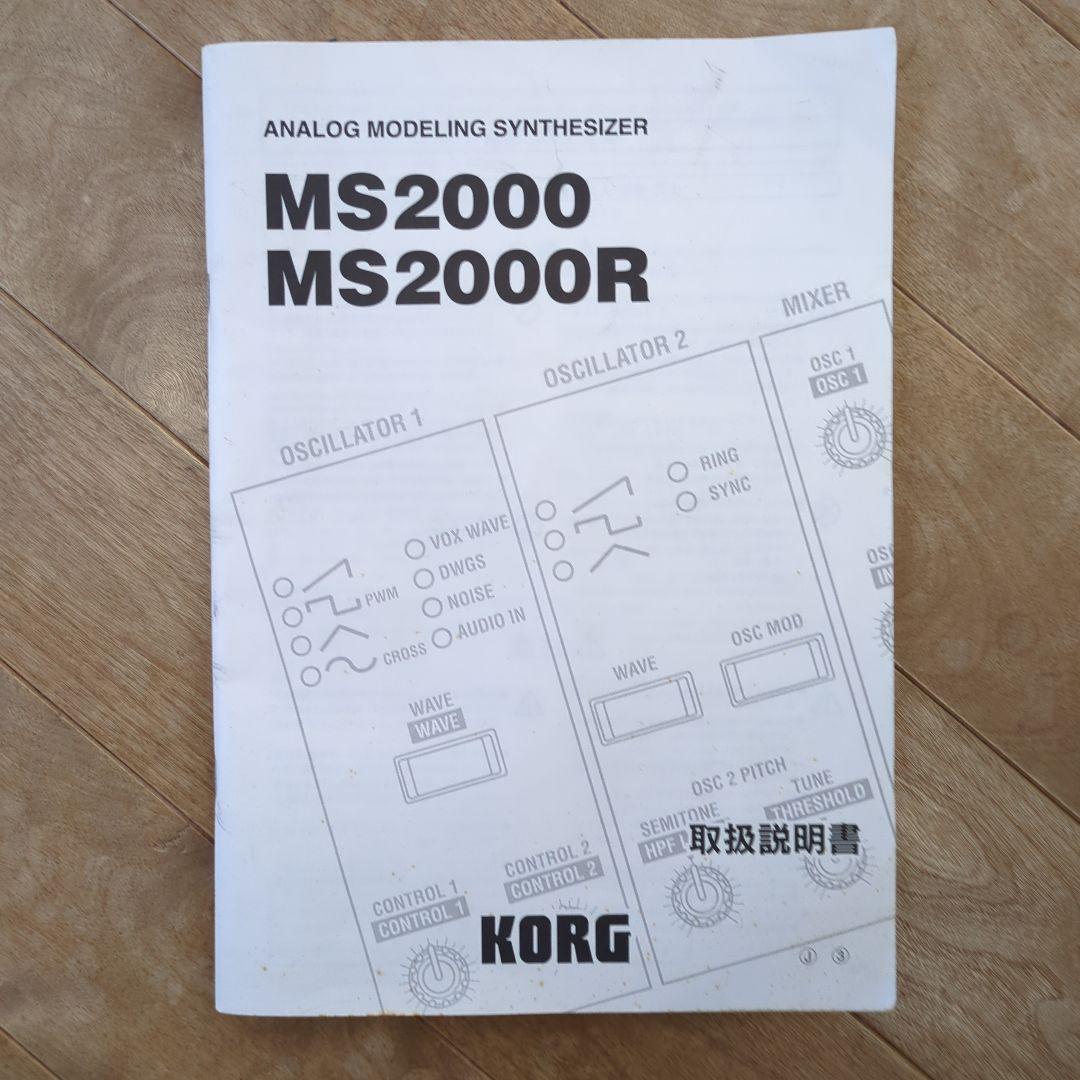 ANALOG MODELING SYNTHESIZER
MS2000
MS2000R
MIXER
OSCILLATOR 2
OSC 1
OSC 1
OSCILLATOR 1
RING
SYNC
VOX WAVE
DWGS
PWM
NOISE
CROSS
AUDIO IN
OSC MOD
WAVE
WAVE
WAVE
OSC 2 PITCH
TUNE
SEMITONE
THRESHOLD
HPF
取扱説明書
CONTROL 2
CONTROL 2
CONTROL 1
CONTROL 1
KORG
J 3